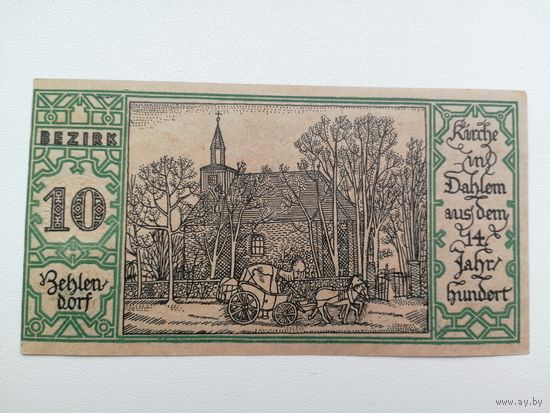 BEZIRK
10
Zehlen/
dorf
Kirche
in
Dahlem
aus dem
14.
Jahr/
hundert
www.ay.by